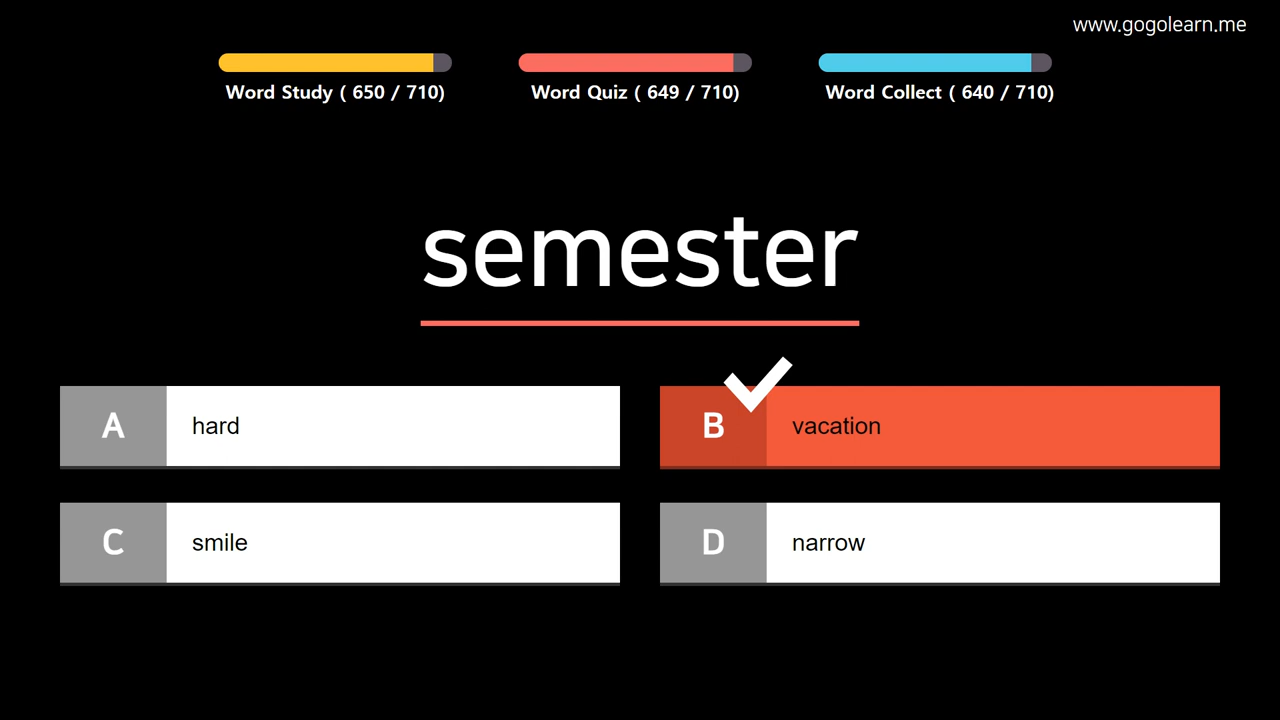 www.gogolearn.me
Word Study ( 650 / 710)
Word Quiz ( 649 / 710)
Word Collect ( 640 / 710)
semester
A hard
B vacation
C smile
D narrow